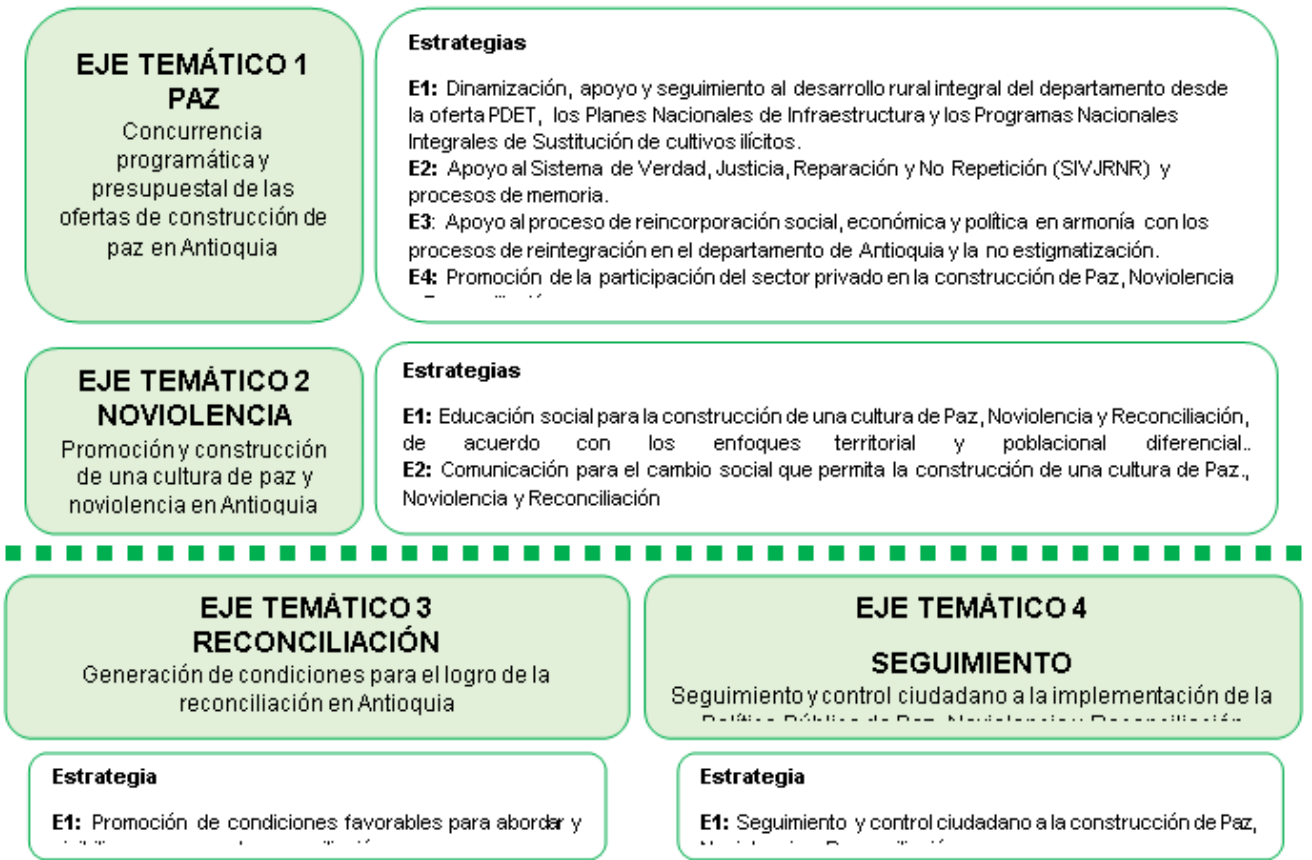 EJE TEMÁTICO 1
PAZ
Concurrencia
programática y
presupuestal de las
ofertas de construcción de
paz en Antioquia
Estrategias
E1: Dinamización, apoyo y seguimiento al desarrollo rural integral del departamento desde
la oferta PDET, los Planes Nacionales de Infraestructura y los Programas Nacionales
Integrales de Sustitución de cultivos ilícitos.
E2: Apoyo al Sistema de Verdad, Justicia, Reparación y No Repetición (SIVJRNR) y
procesos de memoria.
E3: Apoyo al proceso de reincorporación social, económica y política en armonía con los
procesos de reintegración en el departamento de Antioquia y la no estigmatización.
E4: Promoción de la participación del sector privado en la construcción de Paz, Noviolencia
EJE TEMÁTICO 2
NOVIOLENCIA
Promoción y construcción
de una cultura de paz y
noviolencia en Antioquia
Estrategias
E1: Educación social para la construcción de una cultura de Paz, Noviolencia y Reconciliación,
de acuerdo con los enfoques territorial y poblacional diferencial..
E2: Comunicación para el cambio social que permita la construcción de una cultura de Paz.,
Noviolencia y Reconciliación
EJE TEMÁTICO 3
RECONCILIACIÓN
Generación de condiciones para el logro de la
reconciliación en Antioquia
Estrategia
E1: Promoción de condiciones favorables para abordar y
EJE TEMÁTICO 4
SEGUIMIENTO
Seguimiento y control ciudadano a la implementación de la
Política Pública de Paz, Noviolencia y Reconciliación
Estrategia
E1: Seguimiento y control ciudadano a la construcción de Paz,